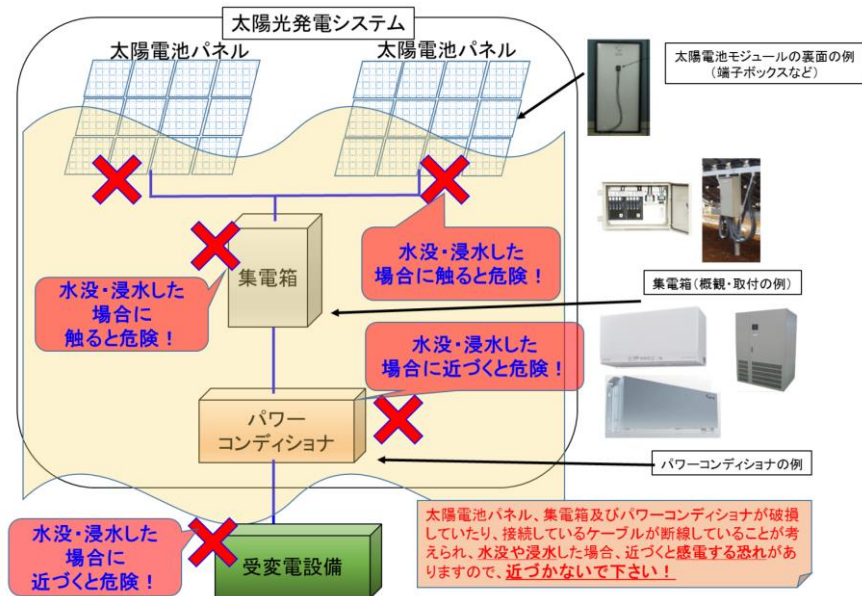 太陽光発電システム
太陽電池パネル
太陽電池パネル
太陽電池モジュールの裏面の例
（端子ボックスなど）
水没・浸水した
場合に触ると危険！
集電箱
水没・浸水した
場合に
触ると危険！
集電箱（概観・取付の例）
水没・浸水した
場合に近づくと危険！
パワー
コンディショナ
パワーコンディショナの例
水没・浸水した
場合に
近づくと危険！
受変電設備
太陽電池パネル、集電箱及びパワーコンディショナが破損
していたり、接続しているケーブルが断線していることが考
えられ、水没や浸水した場合、近づくと感電する恐れがあ
りますので、近づかないで下さい！